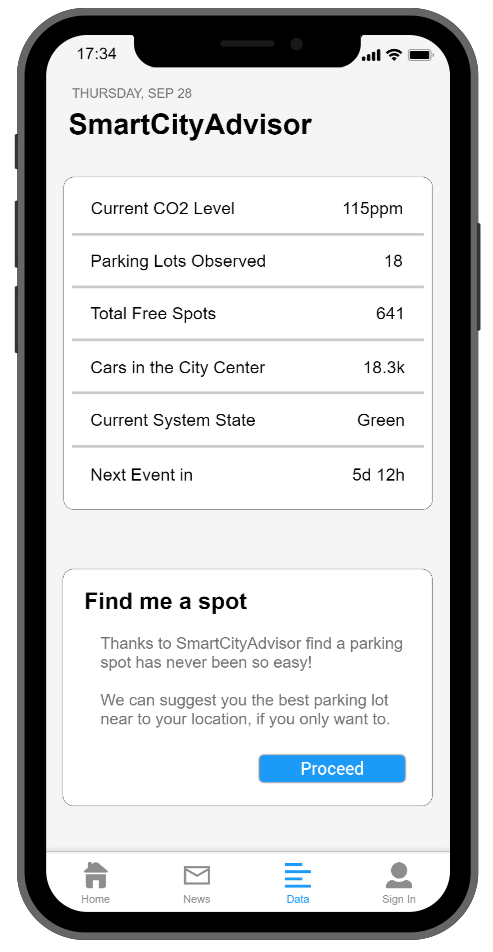 17:34
THURSDAY, SEP 28
SmartCityAdvisor
Current CO2 Level 115ppm
Parking Lots Observed 18
Total Free Spots 641
Cars in the City Center 18.3k
Current System State Green
Next Event in 5d 12h
Find me a spot
Thanks to SmartCityAdvisor find a parking
spot has never been so easy!
We can suggest you the best parking lot
near to your location, if you only want to.
Proceed
Home News Data Sign In